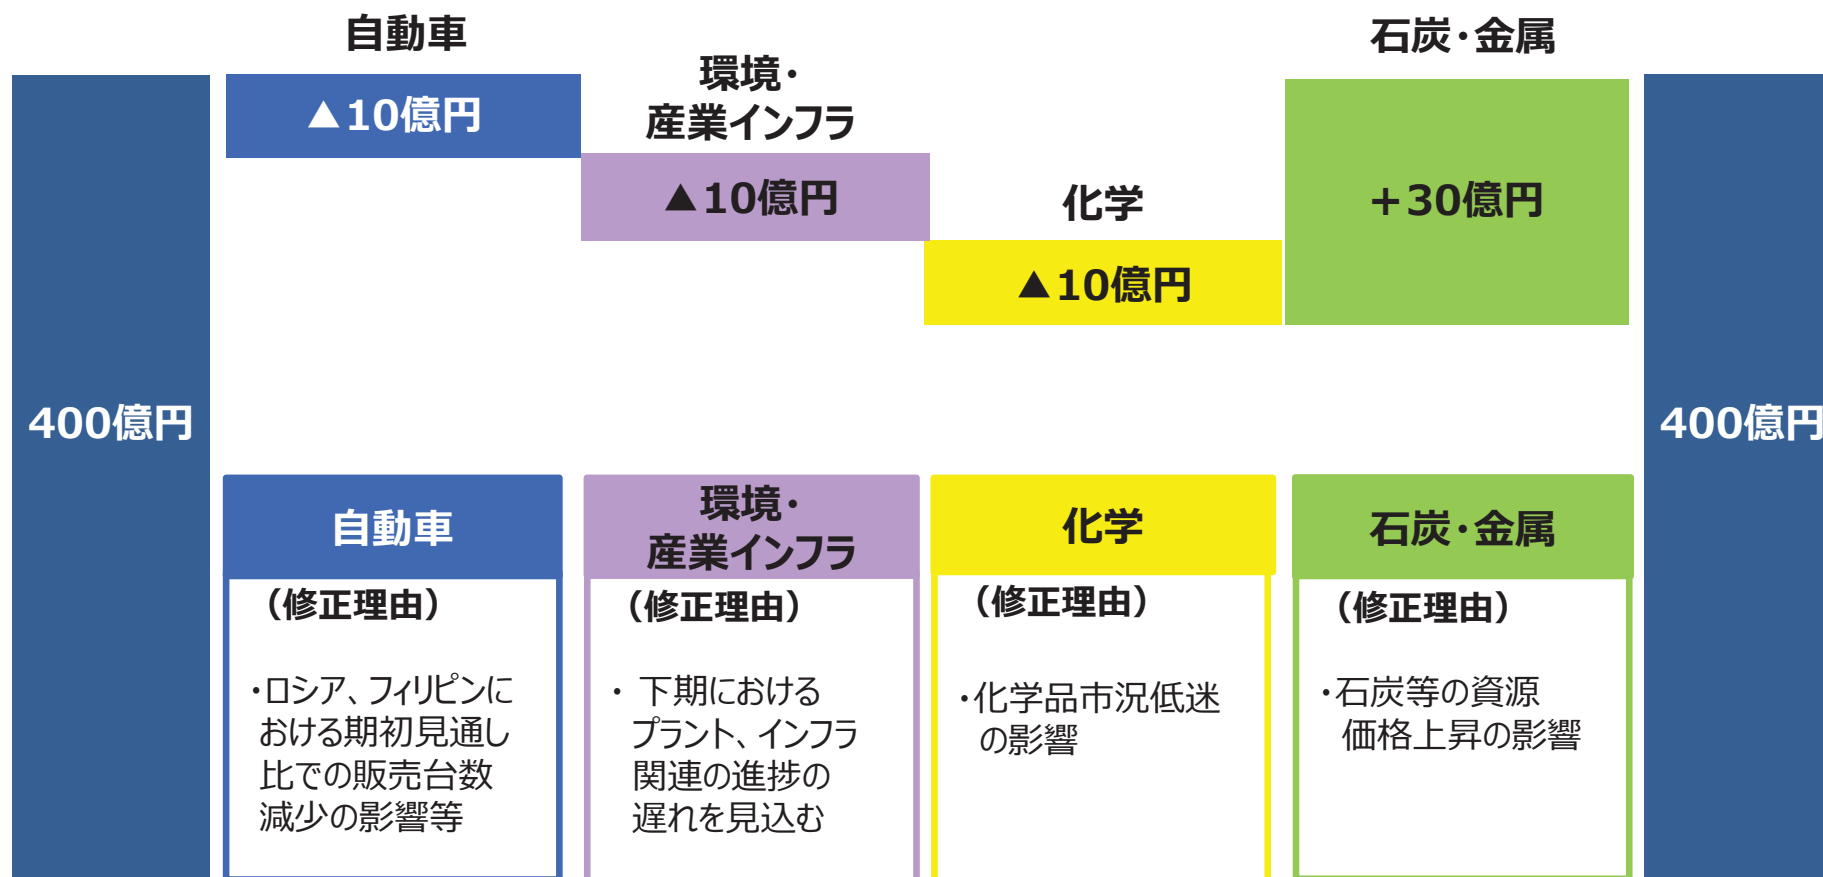 自動車
▲10億円
環境・
産業インフラ
▲10億円
化学
▲10億円
石炭・金属
+30億円
400億円
400億円
自動車
(修正理由)
・ロシア、フィリピンに
おける期初見通し
比での販売台数
減少の影響等
環境・
産業インフラ
(修正理由)
・ 下期における
プラント、インフラ
関連の進捗の
遅れを見込む
化学
(修正理由)
・化学品市況低迷
の影響
石炭・金属
(修正理由)
・石炭等の資源
価格上昇の影響